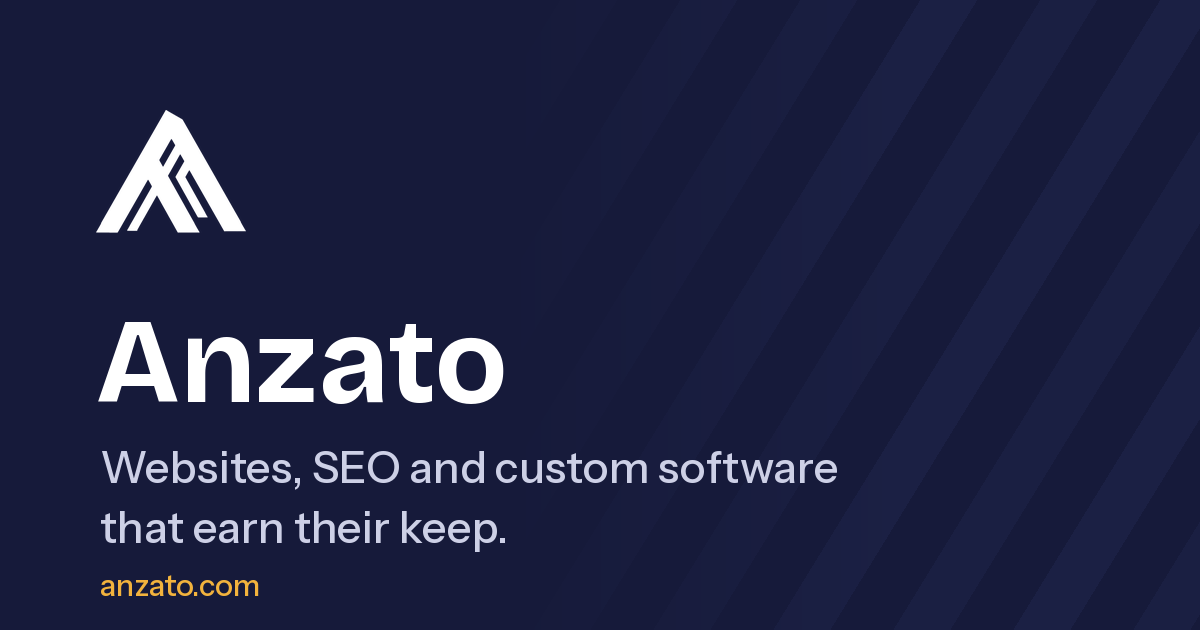 Anzato
Websites, SEO and custom software
that earn their keep.
anzato.com